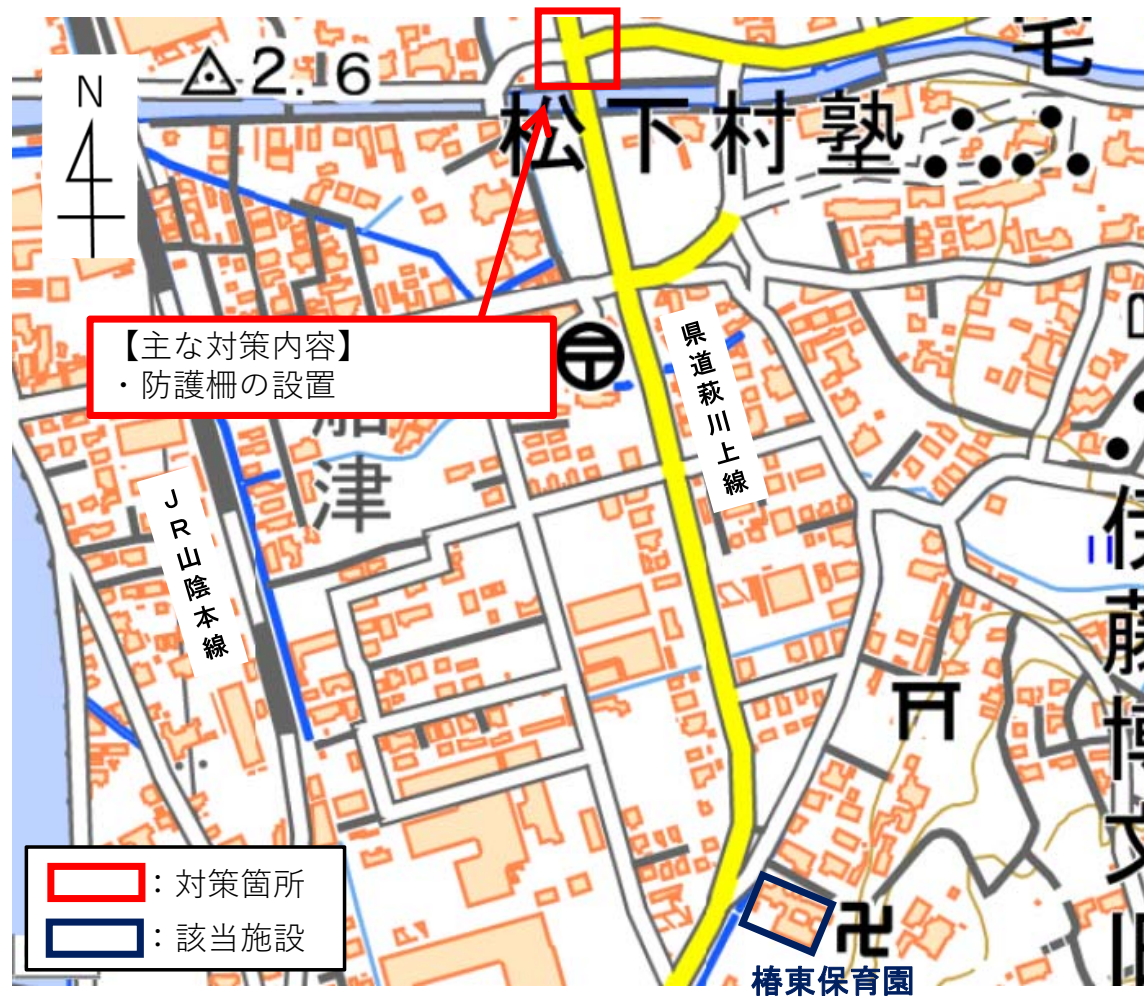 N
2.6
松下村塾
【主な対策内容】
・防護柵の設置
県道萩川上線
津
JR山陰本線
伊藤博文
：対策箇所
：該当施設
椿東保育園